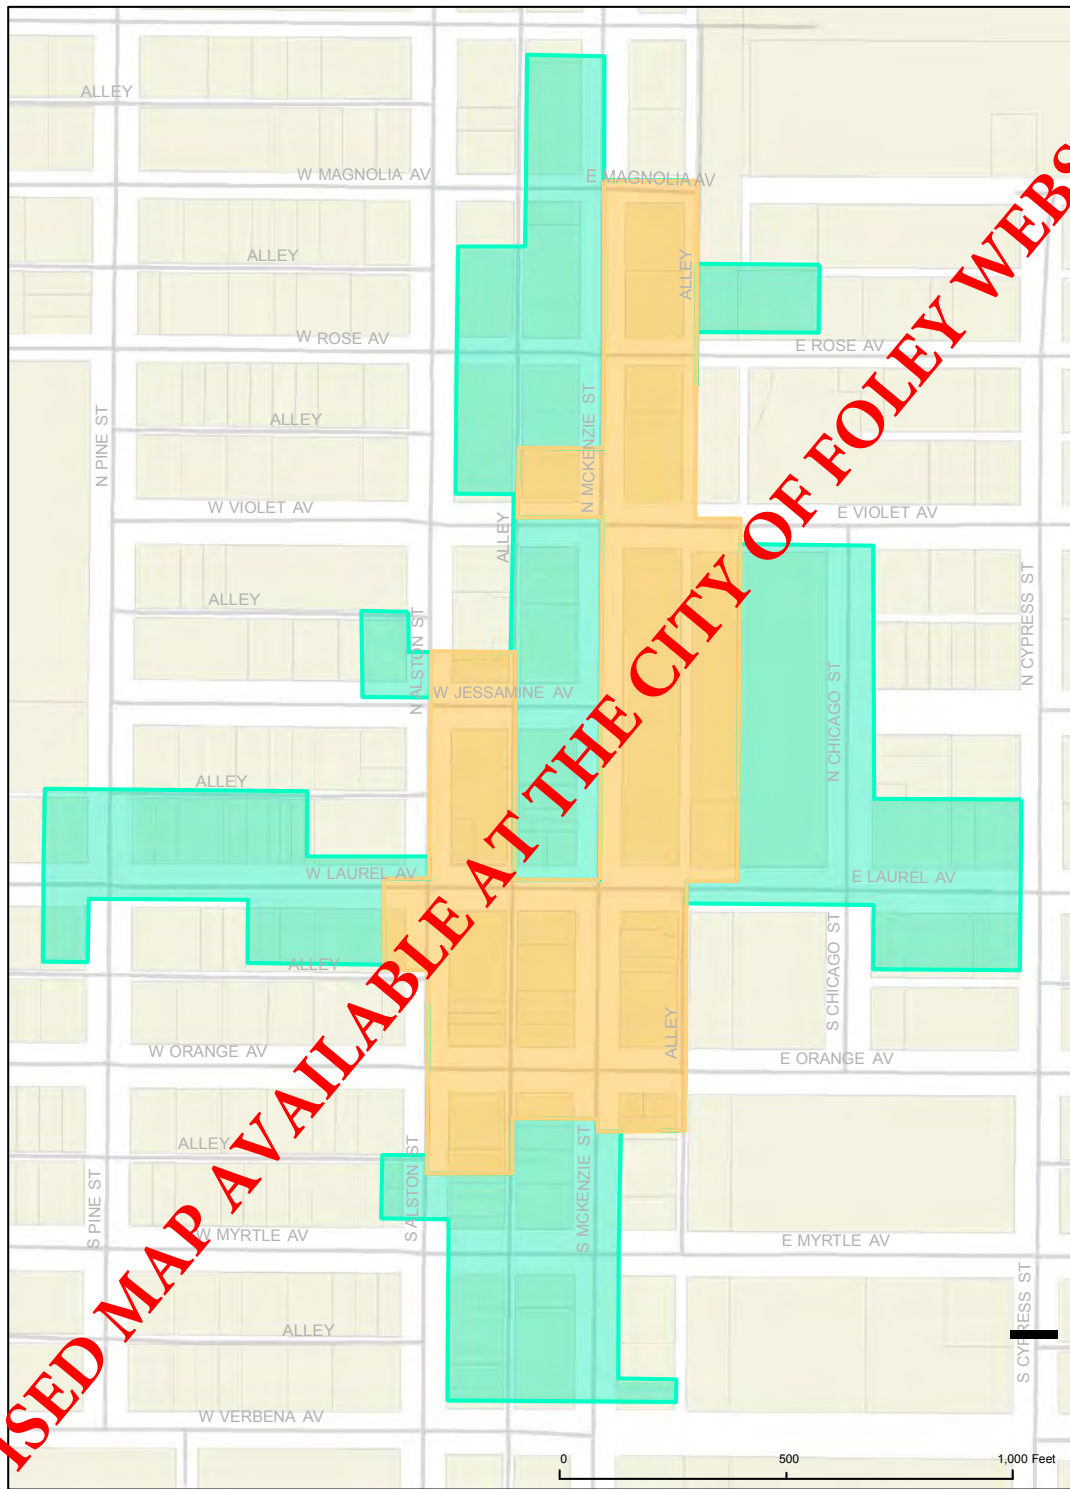 ALLEY
W MAGNOLIA AV
E MAGNOLIA AV
ALLEY
ALLEY
W ROSE AV
E ROSE AV
N PINE ST
ALLEY
N MCKENZIE ST
W VIOLET AV
E VIOLET AV
ALLEY
ALLEY
N ALSTON ST
N CYPRESS ST
W JESSAMINE AV
N CHICAGO ST
ALLEY
W LAUREL AV
E LAUREL AV
ALLEY
S CHICAGO ST
ALLEY
W ORANGE AV
E ORANGE AV
ALLEY
S PINE ST
S ALSTON ST
S MCKENZIE ST
W MYRTLE AV
E MYRTLE AV
ALLEY
S CYPRESS ST
W VERBENA AV
ISED MAP AVAILABLE AT THE CITY OF FOLEY WEBS
0 500 1,000 Feet